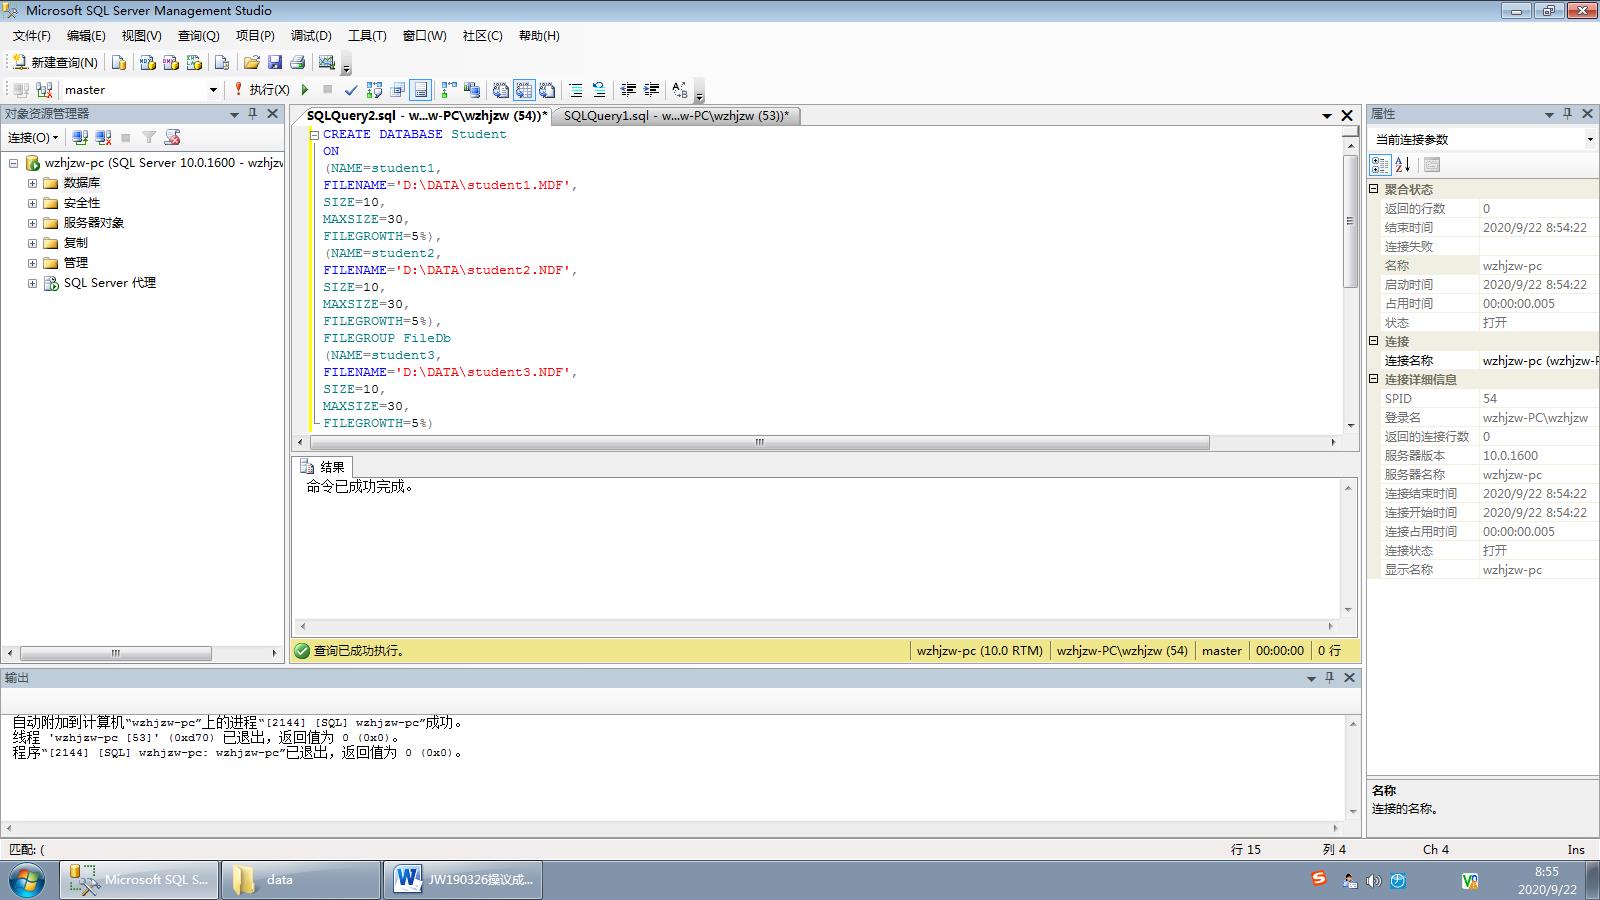 Microsoft SQL Server Management Studio
文件(F) 编辑(E) 视图(V) 查询(Q) 项目(P) 调试(D) 工具(T) 窗口(W) 社区(C) 帮助(H)
新建查询(N)
master 执行(X)
对象资源管理器
连接(O)
wzhjzw-pc (SQL Server 10.0.1600 - wzhjzw
数据库
安全性
服务器对象
复制
管理
SQL Server 代理
SQLQuery2.sql - w...w-PC\wzhjzw (54))* SQLQuery1.sql - w...w-PC\wzhjzw (53))*
CREATE DATABASE Student
ON
(NAME=student1,
FILENAME='D:\DATA\student1.MDF',
SIZE=10,
MAXSIZE=30,
FILEGROWTH=5%),
(NAME=student2,
FILENAME='D:\DATA\student2.NDF',
SIZE=10,
MAXSIZE=30,
FILEGROWTH=5%),
FILEGROUP FileDb
(NAME=student3,
FILENAME='D:\DATA\student3.NDF',
SIZE=10,
MAXSIZE=30,
FILEGROWTH=5%)
结果
命令已成功完成。
查询已成功执行。 wzhjzw-pc (10.0 RTM) wzhjzw-PC\wzhjzw (54) master 00:00:00 0 行
属性
当前连接参数
聚合状态
返回的行数 0
结束时间 2020/9/22 8:54:22
连接失败
名称 wzhjzw-pc
启动时间 2020/9/22 8:54:22
占用时间 00:00:00.005
状态 打开
连接
连接名称 wzhjzw-pc (wzhjzw-P
连接详细信息
SPID 54
登录名 wzhjzw-PC\wzhjzw
返回的连接行数 0
服务器版本 10.0.1600
服务器名称 wzhjzw-pc
连接结束时间 2020/9/22 8:54:22
连接开始时间 2020/9/22 8:54:22
连接占用时间 00:00:00.005
连接状态 打开
显示名称 wzhjzw-pc
名称
连接的名称。
输出
自动附加到计算机“wzhjzw-pc”上的进程“[2144] [SQL] wzhjzw-pc”成功。
线程 'wzhjzw-pc [53]' (0xd70) 已退出，返回值为 0 (0x0)。
程序“[2144] [SQL] wzhjzw-pc: wzhjzw-pc”已退出，返回值为 0 (0x0)。
匹配: ( 行 15 列 4 Ch 4 Ins
Microsoft SQL S... data JW190326提议成...
8:55
2020/9/22